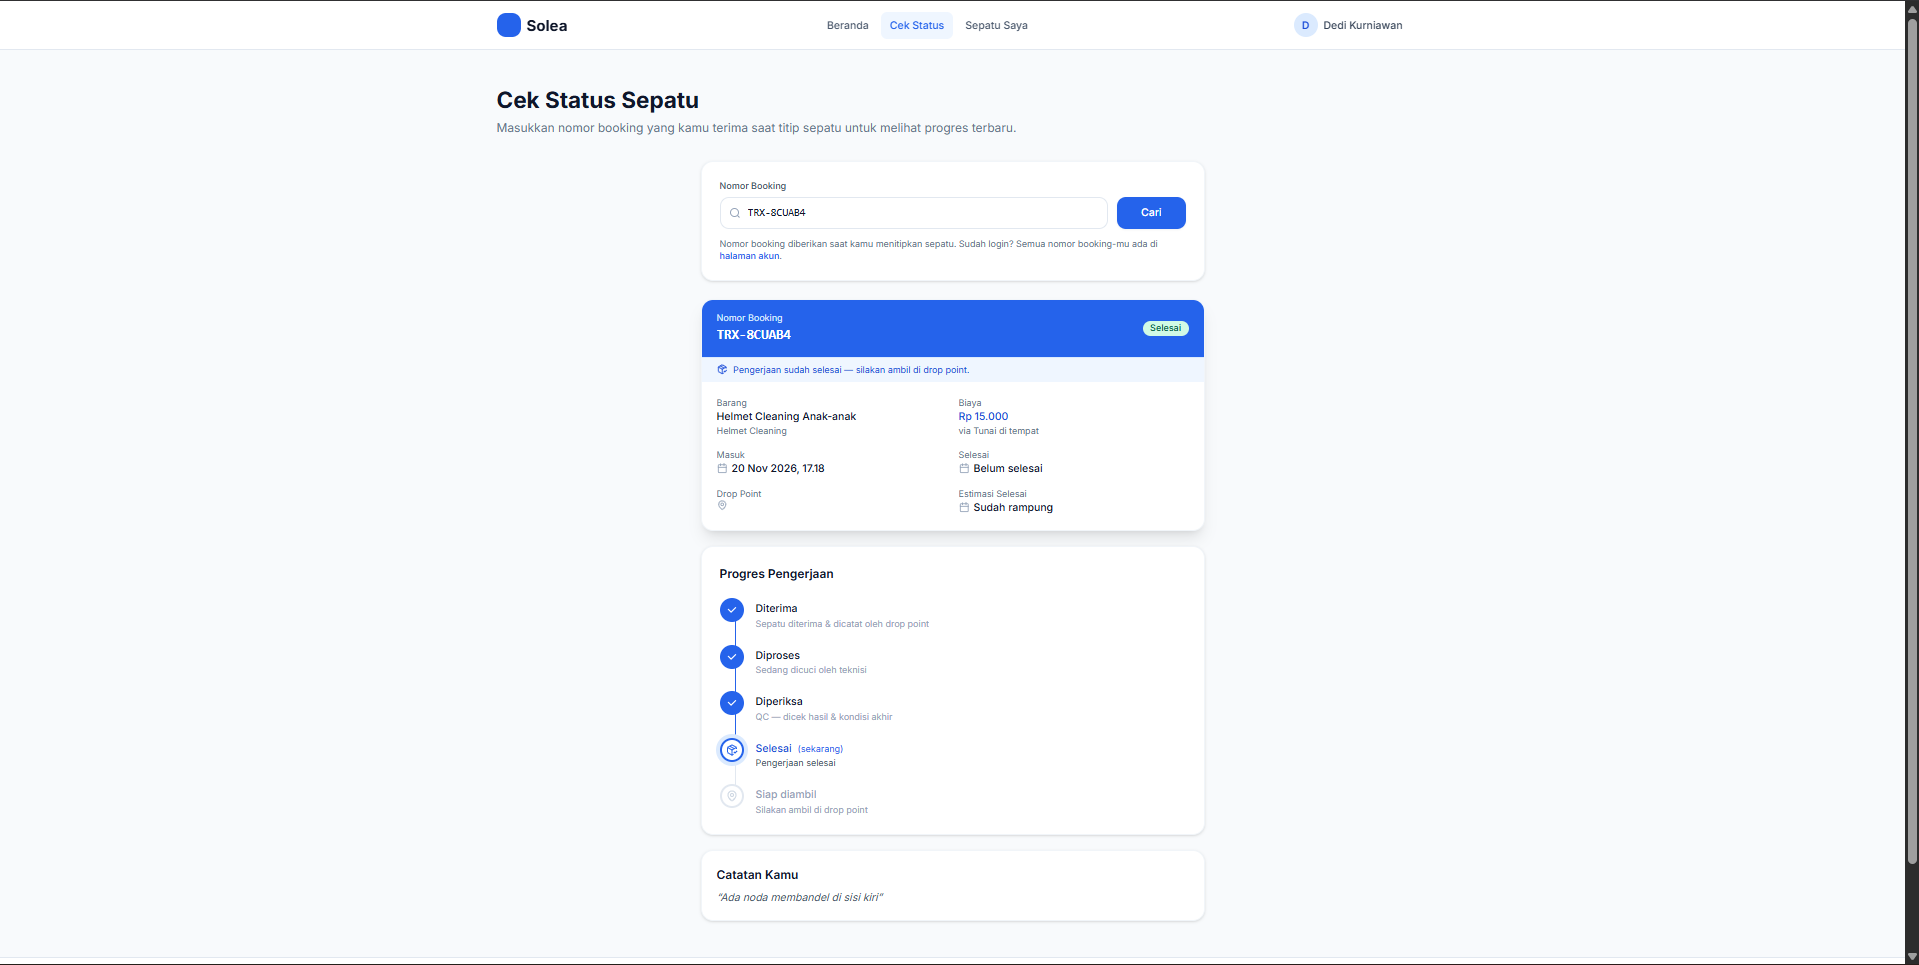 Solea
Beranda
Cek Status
Sepatu Saya
D
Dedi Kurniawan
Cek Status Sepatu
Masukkan nomor booking yang kamu terima saat titip sepatu untuk melihat progres terbaru.
Nomor Booking
TRX-8CUAB4
Cari
Nomor booking diberikan saat kamu menitipkan sepatu. Sudah login? Semua nomor booking-mu ada di
halaman akun.
Nomor Booking
TRX-8CUAB4
Selesai
Pengerjaan sudah selesai — silakan ambil di drop point.
Barang
Helmet Cleaning Anak-anak
Helmet Cleaning
Biaya
Rp 15.000
via Tunai di tempat
Masuk
20 Nov 2026, 17.18
Selesai
Belum selesai
Drop Point
Estimasi Selesai
Sudah rampung
Progres Pengerjaan
Diterima
Sepatu diterima & dicatat oleh drop point
Diproses
Sedang dicuci oleh teknisi
Diperiksa
QC — dicek hasil & kondisi akhir
Selesai (sekarang)
Pengerjaan selesai
Siap diambil
Silakan ambil di drop point
Catatan Kamu
“Ada noda membandel di sisi kiri”